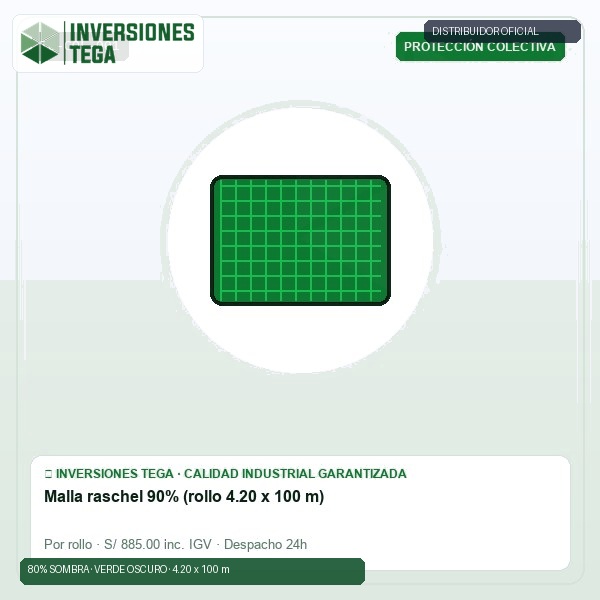 INVERSIONES
TEGA
DISTRIBUIDOR OFICIAL
PROTECCIÓN COLECTIVA
INVERSIONES TEGA · CALIDAD INDUSTRIAL GARANTIZADA
Malla raschel 90% (rollo 4.20 x 100 m)
Por rollo · S/ 885.00 inc. IGV · Despacho 24h
80% SOMBRA · VERDE OSCURO · 4.20 x 100 m